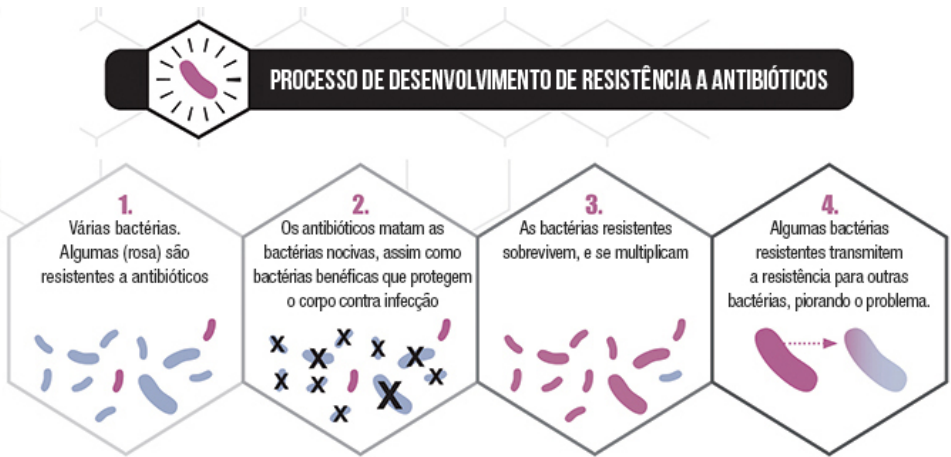 PROCESSO DE DESENVOLVIMENTO DE RESISTÊNCIA A ANTIBIÓTICOS
1.
Várias bactérias.
Algumas (rosa) são
resistentes a antibióticos
2.
Os antibióticos matam as
bactérias nocivas, assim como
bactérias benéficas que protegem
o corpo contra infecção
X X X X X X X X X X
3.
As bactérias resistentes
sobrevivem, e se multiplicam
4.
Algumas bactérias
resistentes transmitem
a resistência para outras
bactérias, piorando o problema.